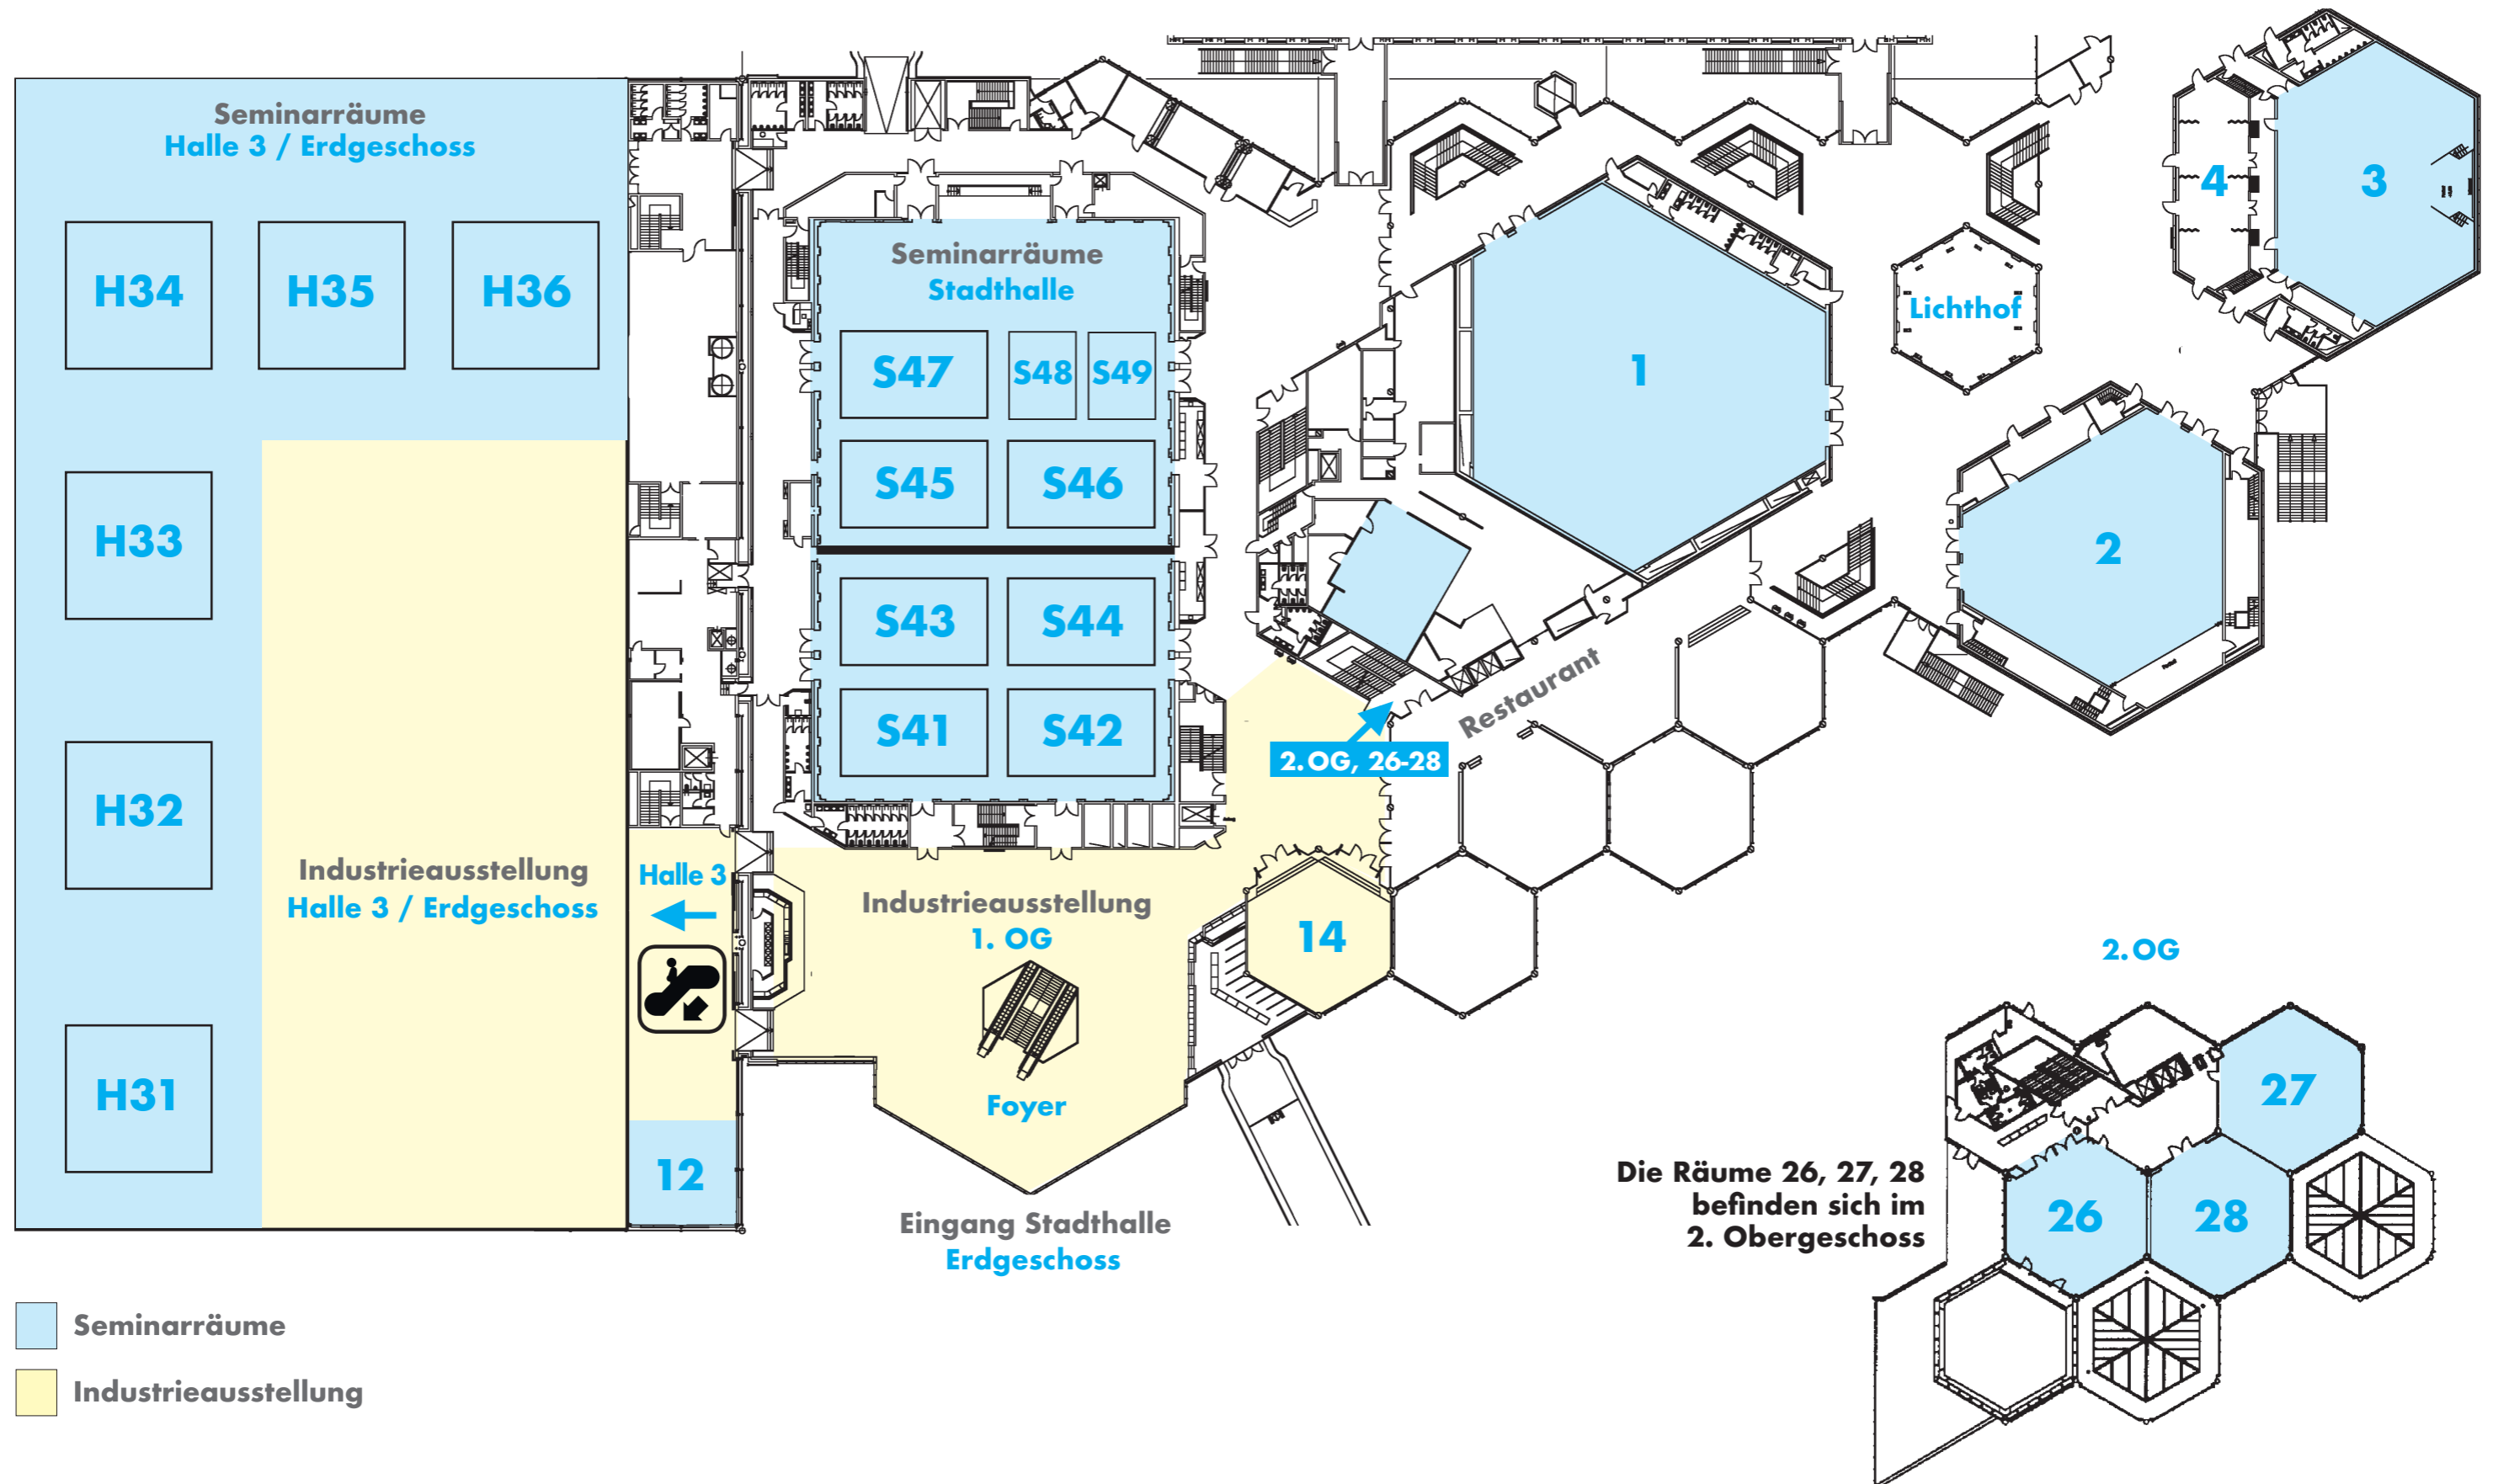 Seminarräume
Halle 3 / Erdgeschoss
H34
H35
H36
H33
H32
H31
Industrieausstellung
Halle 3 / Erdgeschoss
Halle 3
12
Seminarräume
Stadthalle
S47
S48
S49
S45
S46
S43
S44
S41
S42
Industrieausstellung
1. OG
Foyer
Eingang Stadthalle
Erdgeschoss
14
1
Lichthof
4
3
2
Restaurant
2. OG, 26-28
2. OG
27
26
28
Die Räume 26, 27, 28
befinden sich im
2. Obergeschoss
Seminarräume
Industrieausstellung